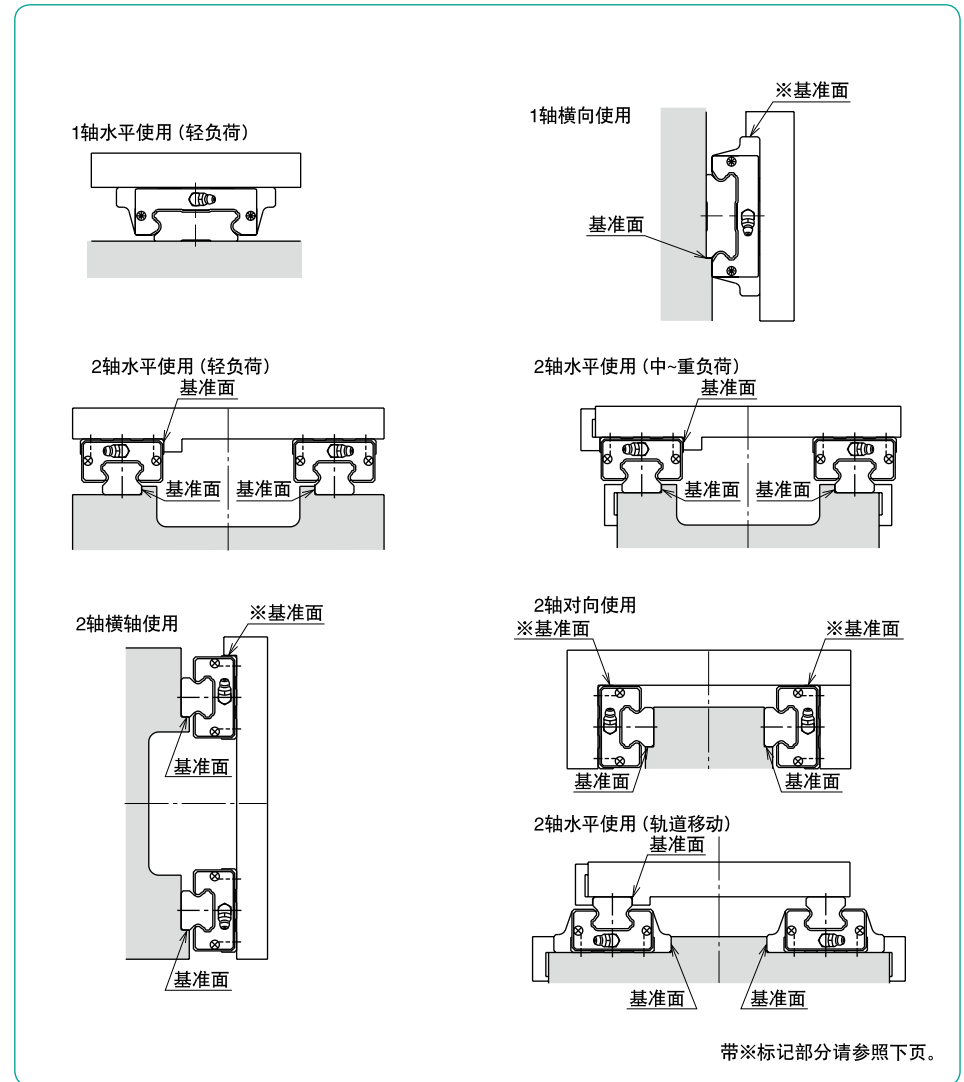 1轴水平使用（轻负荷）
1轴横向使用
※基准面
基准面
2轴水平使用（轻负荷）
基准面
基准面
基准面
2轴水平使用（中~重负荷）
基准面
基准面
基准面
2轴横轴使用
※基准面
基准面
基准面
2轴对向使用
※基准面
※基准面
基准面
基准面
2轴水平使用（轨道移动）
基准面
基准面
基准面
带※标记部分请参照下页。